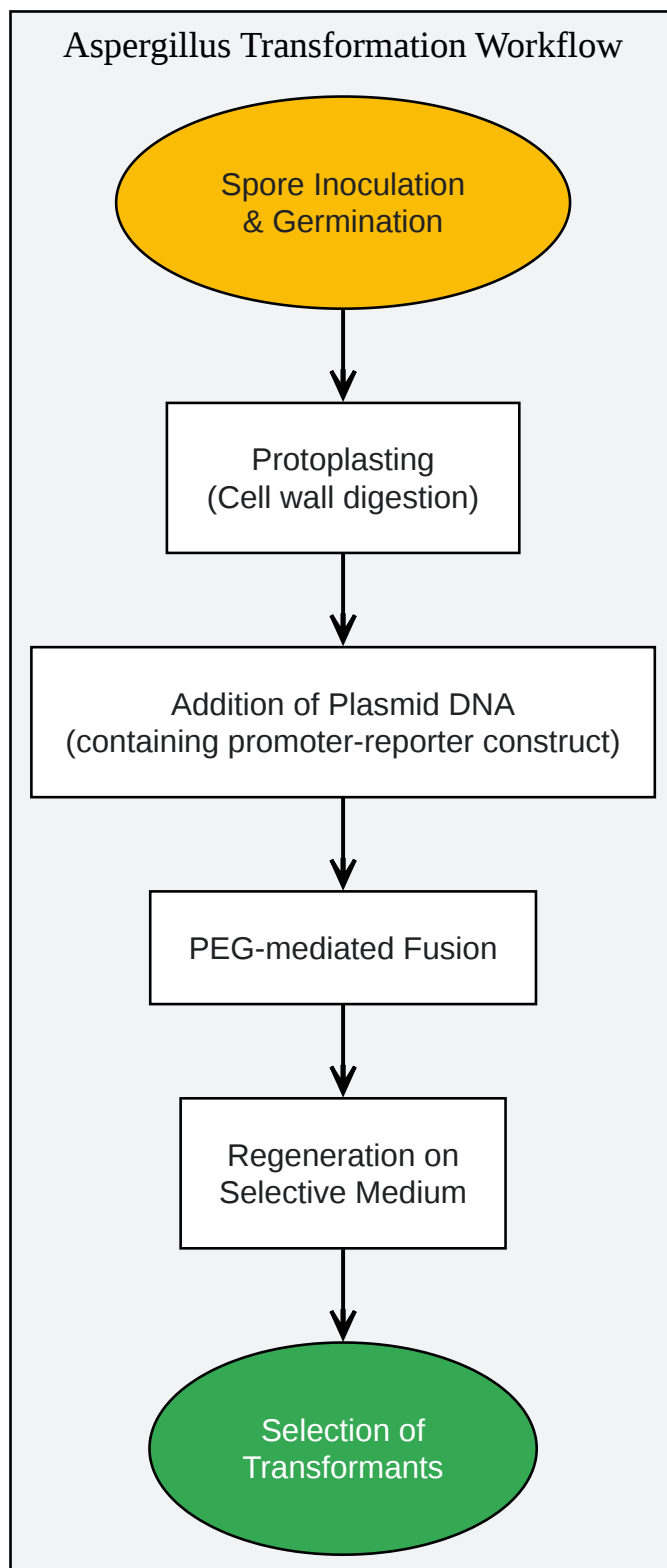 Aspergillus Transformation Workflow
Spore Inoculation
& Germination
Protoplasting
(Cell wall digestion)
Addition of Plasmid DNA
(containing promoter-reporter construct)
PEG-mediated Fusion
Regeneration on
Selective Medium
Selection of
Transformants